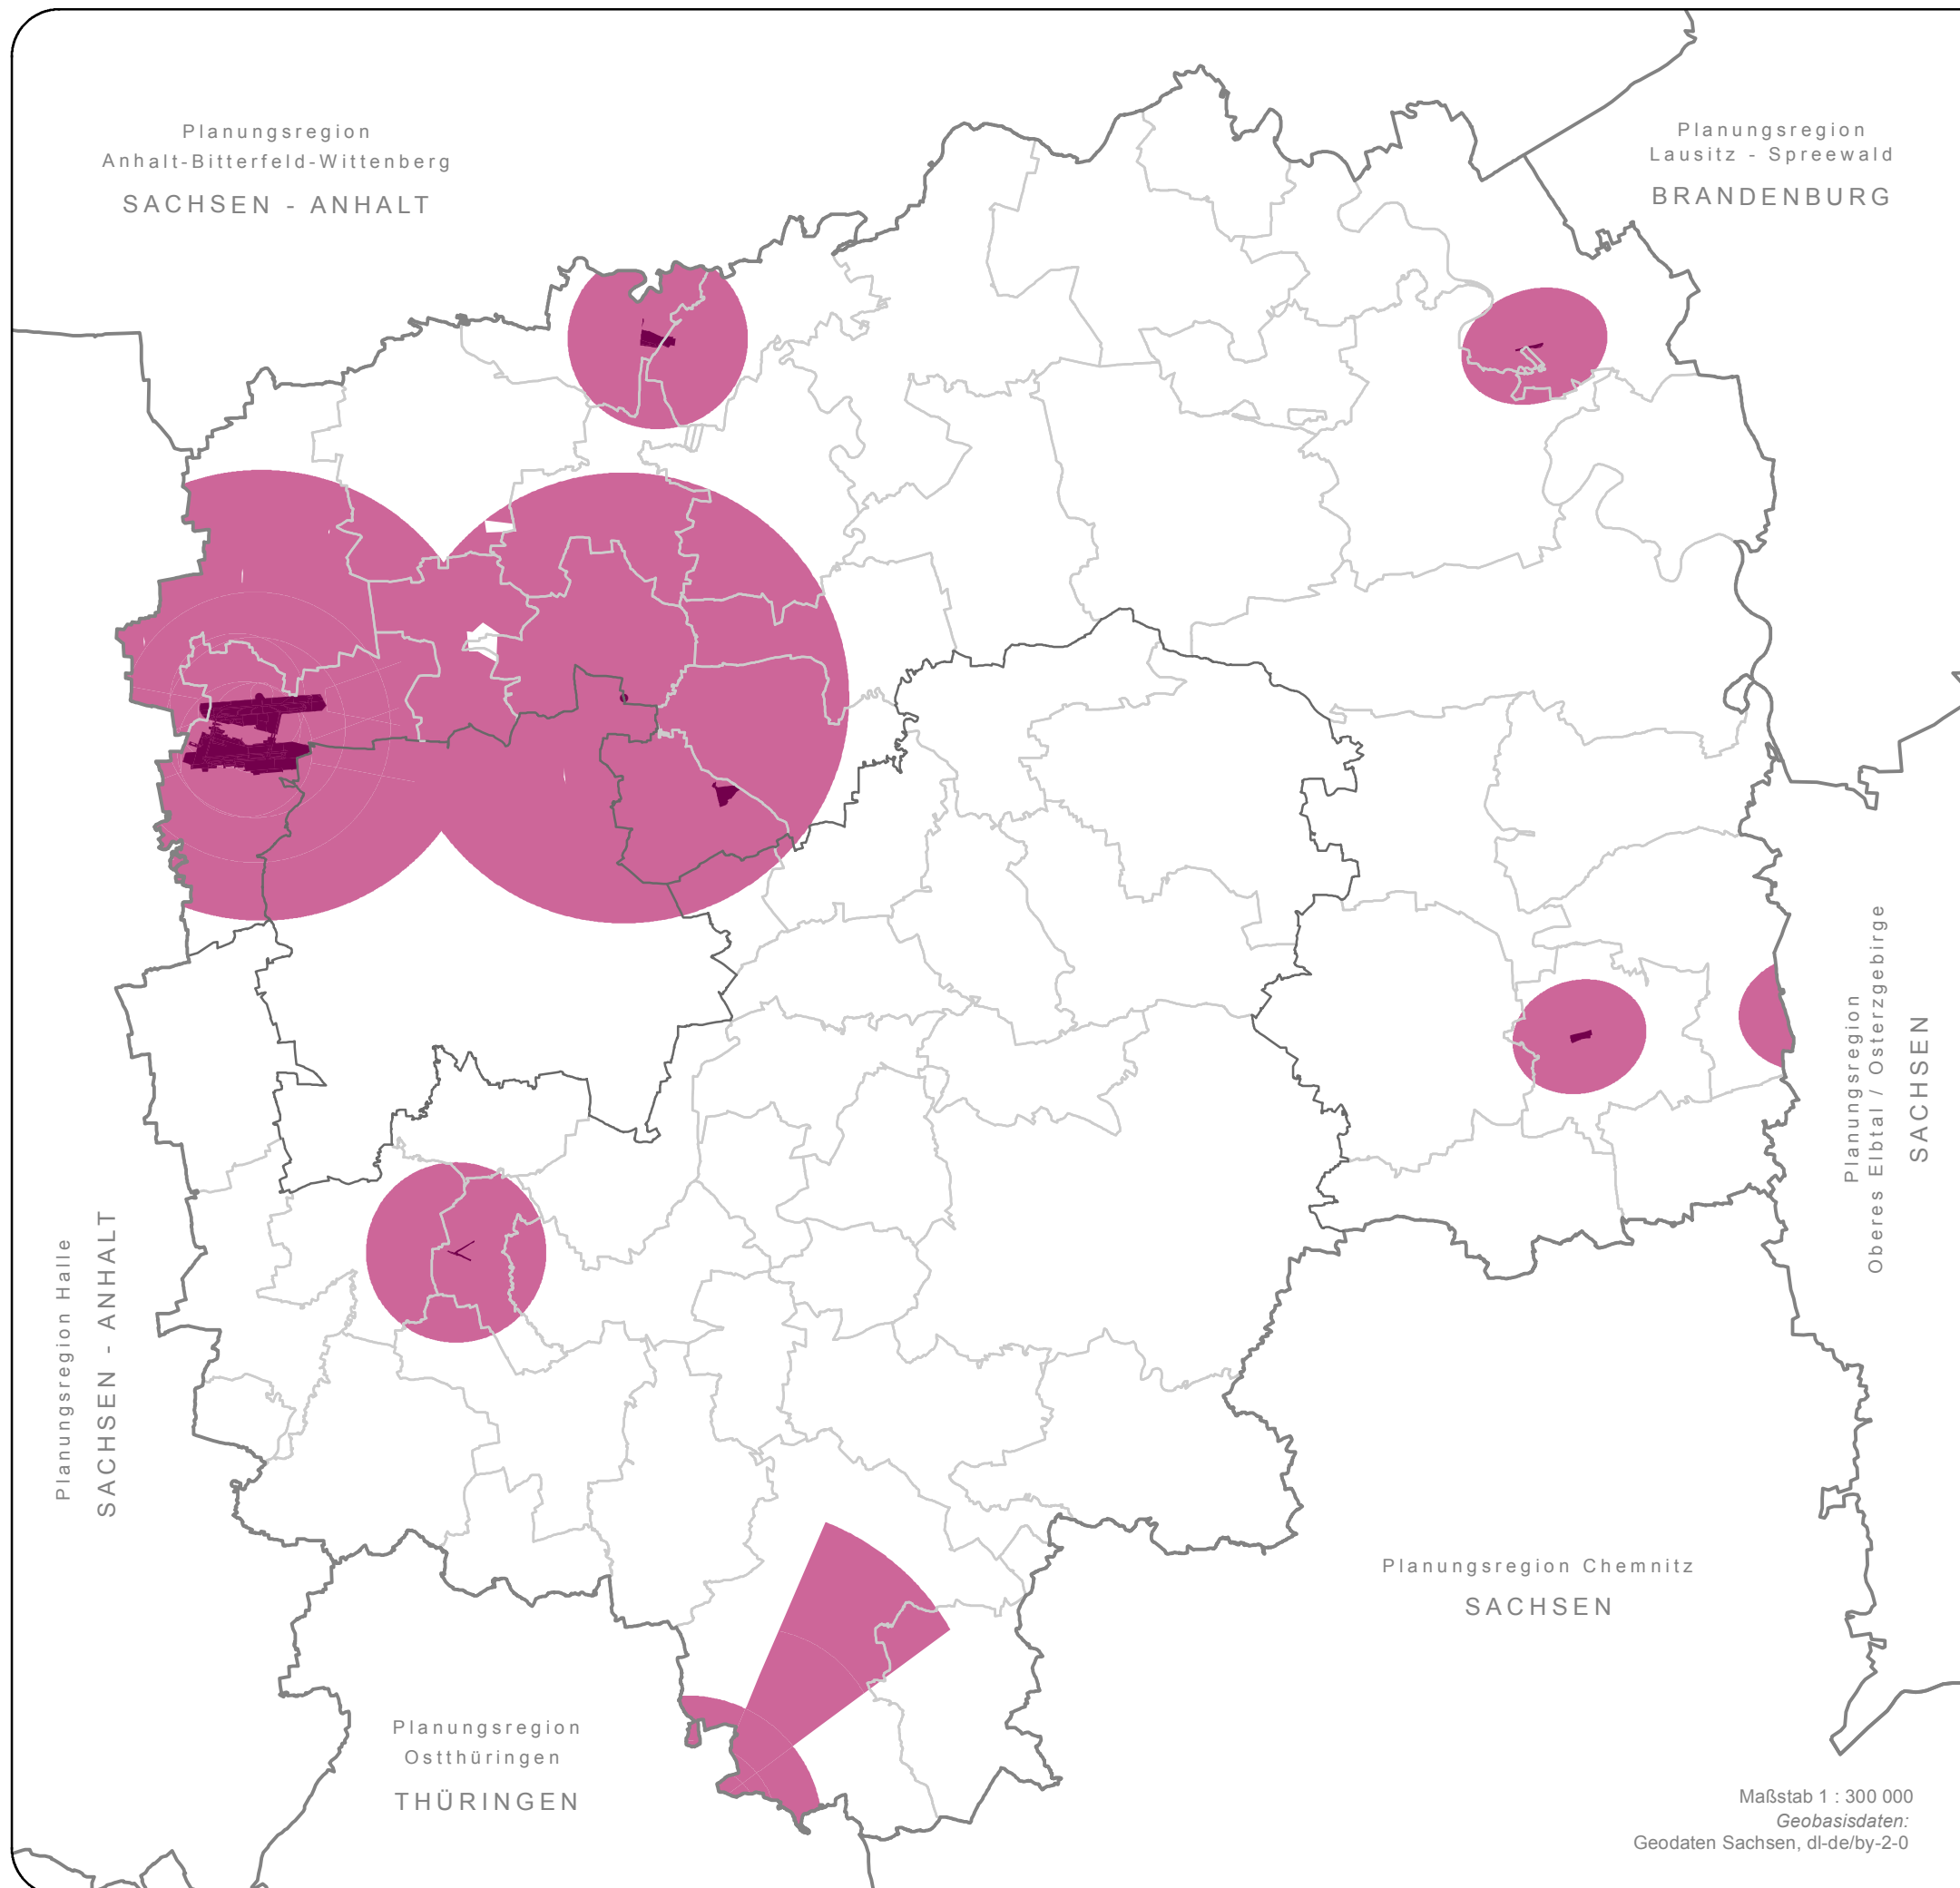 Planungsregion
Anhalt-Bitterfeld-Wittenberg
SACHSEN - ANHALT
Planungsregion
Lausitz - Spreewald
BRANDENBURG
Planungsregion
Oberes Elbtal / Osterzgebirge
SACHSEN
Planungsregion Halle
SACHSEN - ANHALT
Planungsregion Chemnitz
SACHSEN
Planungsregion
Ostthüringen
THÜRINGEN
Maßstab 1 : 300 000
Geobasisdaten:
Geodaten Sachsen, dl-de/by-2-0